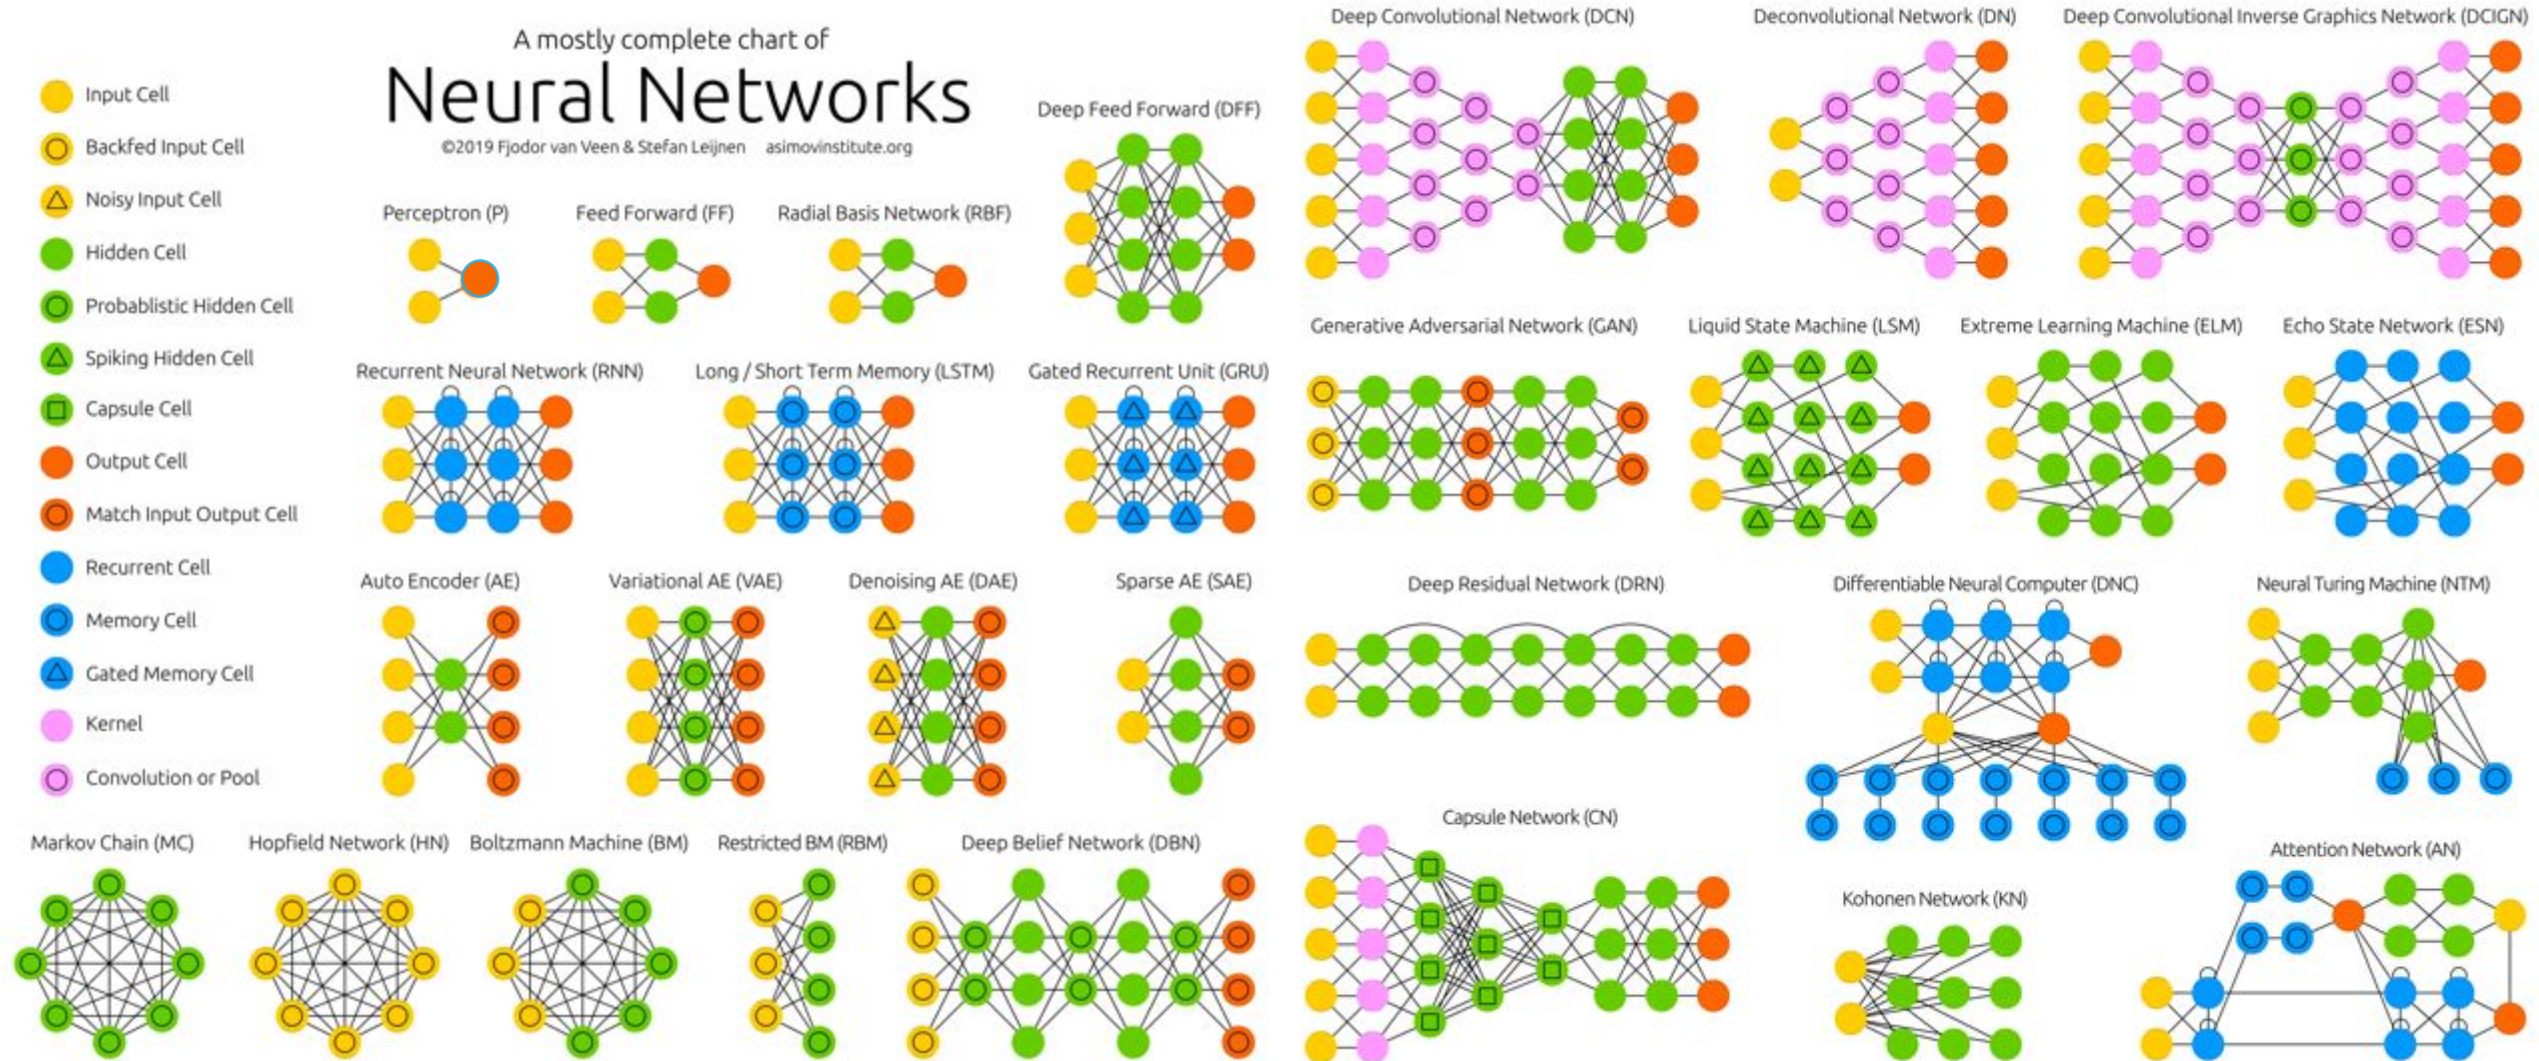 A mostly complete chart of
Neural Networks
©2019 Fjodor van Veen & Stefan Leijnen asimovinstitute.org
Input Cell
Backfed Input Cell
Noisy Input Cell
Hidden Cell
Probablistic Hidden Cell
Spiking Hidden Cell
Capsule Cell
Output Cell
Match Input Output Cell
Recurrent Cell
Memory Cell
Gated Memory Cell
Kernel
Convolution or Pool
Perceptron (P)
Feed Forward (FF)
Radial Basis Network (RBF)
Deep Feed Forward (DFF)
Recurrent Neural Network (RNN)
Long / Short Term Memory (LSTM)
Gated Recurrent Unit (GRU)
Auto Encoder (AE)
Variational AE (VAE)
Denoising AE (DAE)
Sparse AE (SAE)
Markov Chain (MC)
Hopfield Network (HN)
Boltzmann Machine (BM)
Restricted BM (RBM)
Deep Belief Network (DBN)
Deep Convolutional Network (DCN)
Deconvolutional Network (DN)
Deep Convolutional Inverse Graphics Network (DCIGN)
Generative Adversarial Network (GAN)
Liquid State Machine (LSM)
Extreme Learning Machine (ELM)
Echo State Network (ESN)
Deep Residual Network (DRN)
Differentiable Neural Computer (DNC)
Neural Turing Machine (NTM)
Capsule Network (CN)
Kohonen Network (KN)
Attention Network (AN)